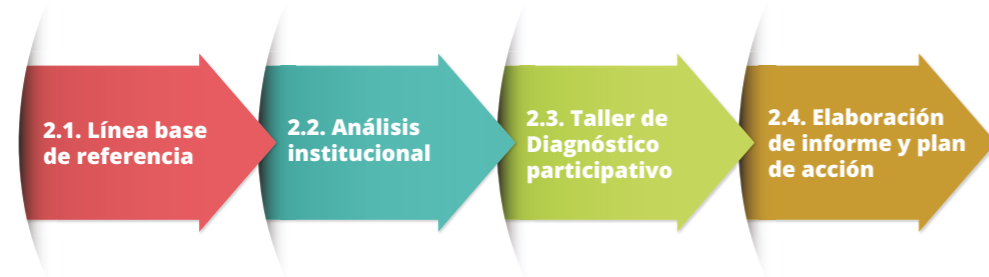 2.1. Línea base
de referencia
2.2. Análisis
institucional
2.3. Taller de
Diagnóstico
participativo
2.4. Elaboración
de informe y plan
de acción